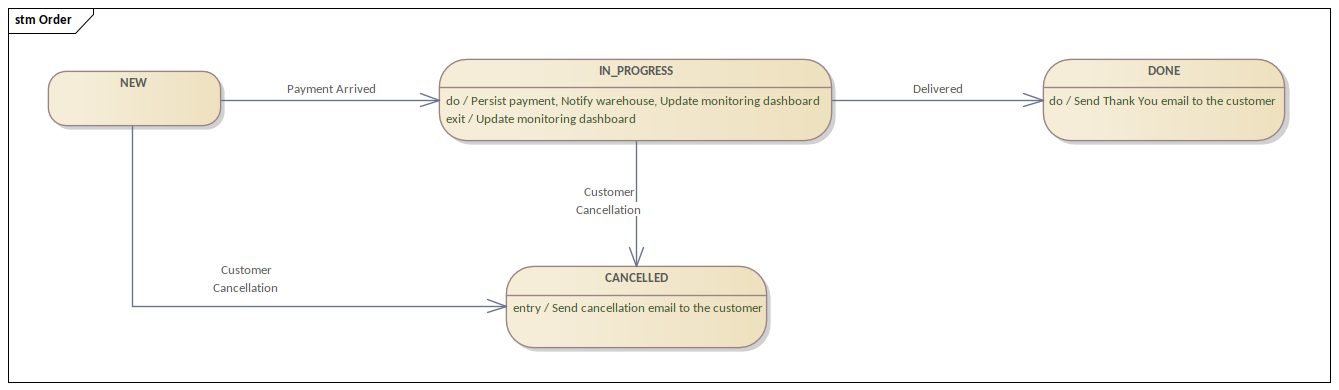 stm Order
NEW
Payment Arrived
IN_PROGRESS
do / Persist payment, Notify warehouse, Update monitoring dashboard
exit / Update monitoring dashboard
Delivered
DONE
do / Send Thank You email to the customer
Customer
Cancellation
Customer
Cancellation
CANCELLED
entry / Send cancellation email to the customer